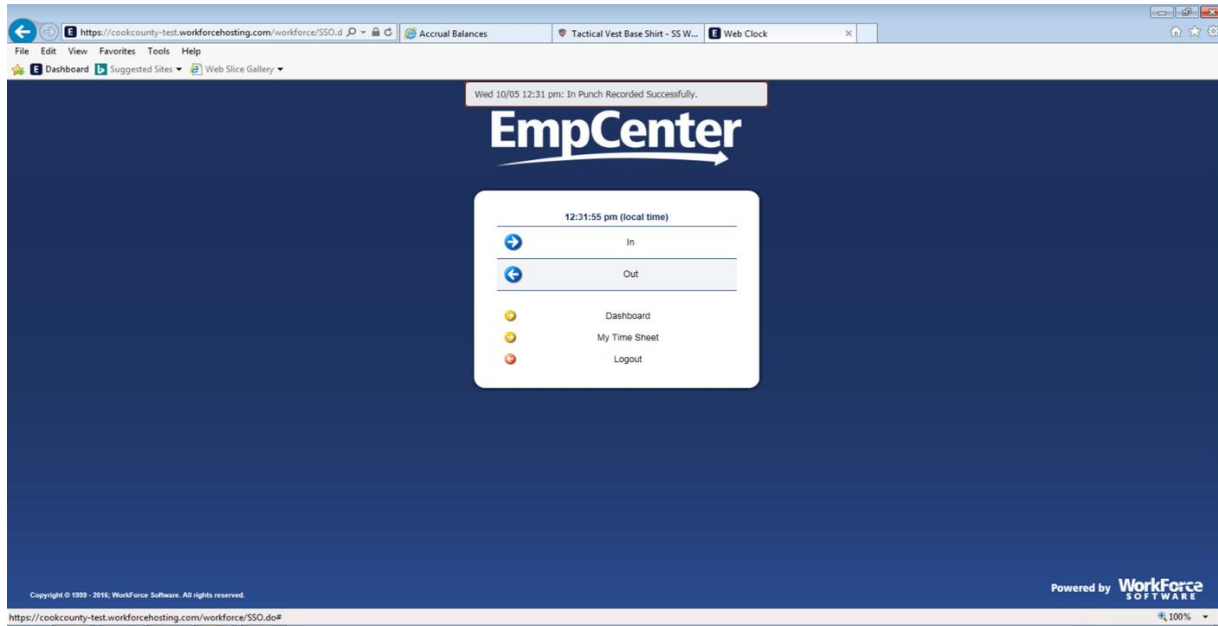 https://cookcounty-test.workforcehosting.com/workforce/SSO.d
Accrual Balances
Tactical Vest Base Shirt - SS W...
Web Clock
File Edit View Favorites Tools Help
Dashboard Suggested Sites Web Slice Gallery
Wed 10/05 12:31 pm: In Punch Recorded Successfully.
EmpCenter
12:31:55 pm (local time)
In
Out
Dashboard
My Time Sheet
Logout
Copyright © 1999 - 2016; WorkForce Software. All rights reserved.
Powered by WorkForce SOFTWARE
https://cookcounty-test.workforcehosting.com/workforce/SSO.do#
100%